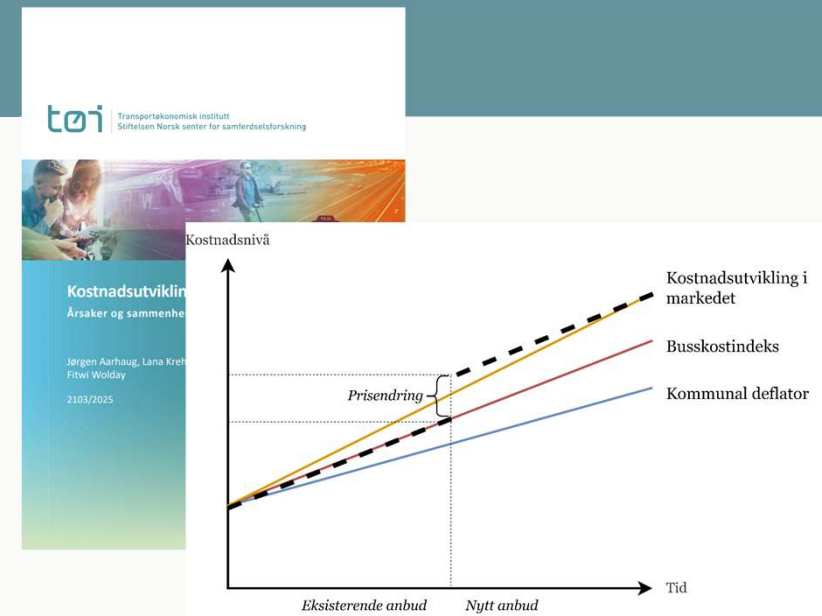 tøi
Transportøkonomisk institutt
Stiftelsen Norsk senter for samferdselsforskning
Kostnadsutviklin
Årsaker og sammenhe
Jørgen Aarhaug, Lana Kreh
Fitwi Wolday
2103/2025
Kostnadsnivå
Kostnadsutvikling i
markedet
Busskostindeks
Kommunal deflator
Prisendring
Tid
Eksisterende anbud
Nytt anbud